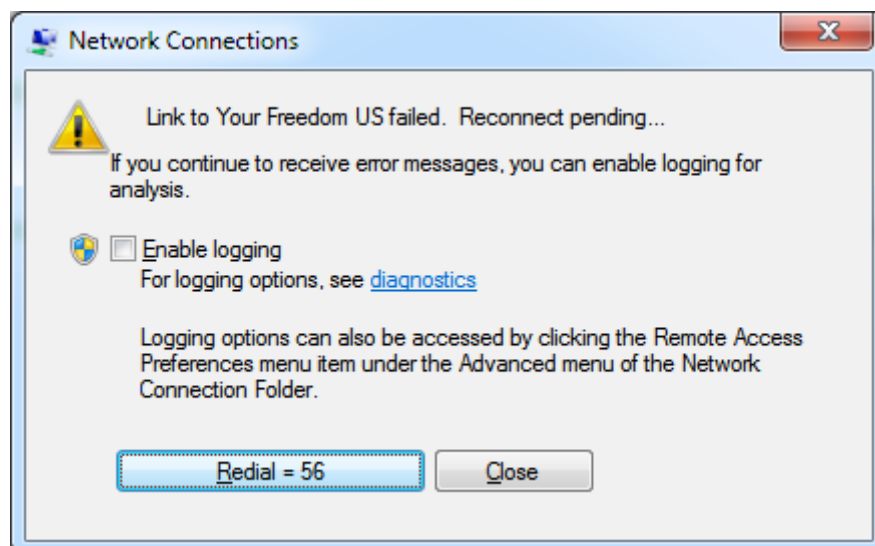 Network Connections
Link to Your Freedom US failed.  Reconnect pending...
If you continue to receive error messages, you can enable logging for
analysis.
Enable logging
For logging options, see diagnostics
Logging options can also be accessed by clicking the Remote Access
Preferences menu item under the Advanced menu of the Network
Connection Folder.
Redial = 56
Close